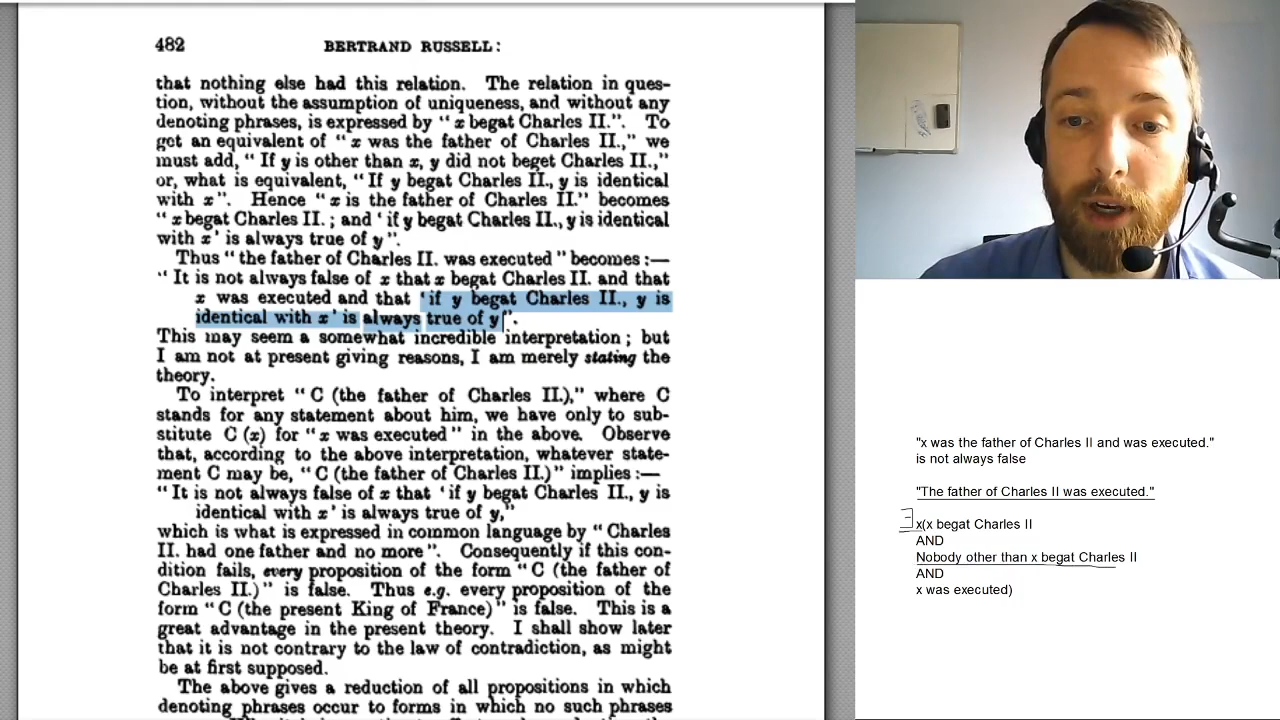 482 BERTRAND RUSSELL:
that nothing else had this relation. The relation in ques-
tion, without the assumption of uniqueness, and without any
denoting phrases, is expressed by “ x begat Charles II.”. To
get an equivalent of “ x was the father of Charles II.,” we
must add, “ If y is other than x, y did not beget Charles II.,”
or, what is equivalent, “ If y begat Charles II., y is identical
with x ”. Hence “ x is the father of Charles II.” becomes
“ x begat Charles II. ; and ‘ if y begat Charles II., y is identical
with x ’ is always true of y ”.
Thus “ the father of Charles II. was executed ” becomes :—
“ It is not always false of x that x begat Charles II. and that
x was executed and that ‘ if y begat Charles II., y is
identical with x ’ is always true of y ”.
This may seem a somewhat incredible interpretation ; but
I am not at present giving reasons, I am merely stating the
theory.
To interpret “ C (the father of Charles II.),” where C
stands for any statement about him, we have only to sub-
stitute C (x) for “ x was executed ” in the above. Observe
that, according to the above interpretation, whatever state-
ment C may be, “ C (the father of Charles II.) ” implies :—
“ It is not always false of x that ‘ if y begat Charles II., y is
identical with x ’ is always true of y,”
which is what is expressed in common language by “ Charles
II. had one father and no more ”. Consequently if this con-
dition fails, every proposition of the form “ C (the father of
Charles II.) ” is false. Thus e.g. every proposition of the
form “ C (the present King of France) ” is false. This is a
great advantage in the present theory. I shall show later
that it is not contrary to the law of contradiction, as might
be at first supposed.
The above gives a reduction of all propositions in which
denoting phrases occur to forms in which no such phrases
"x was the father of Charles II and was executed."
is not always false
"The father of Charles II was executed."
∃x(x begat Charles II
AND
Nobody other than x begat Charles II
AND
x was executed)